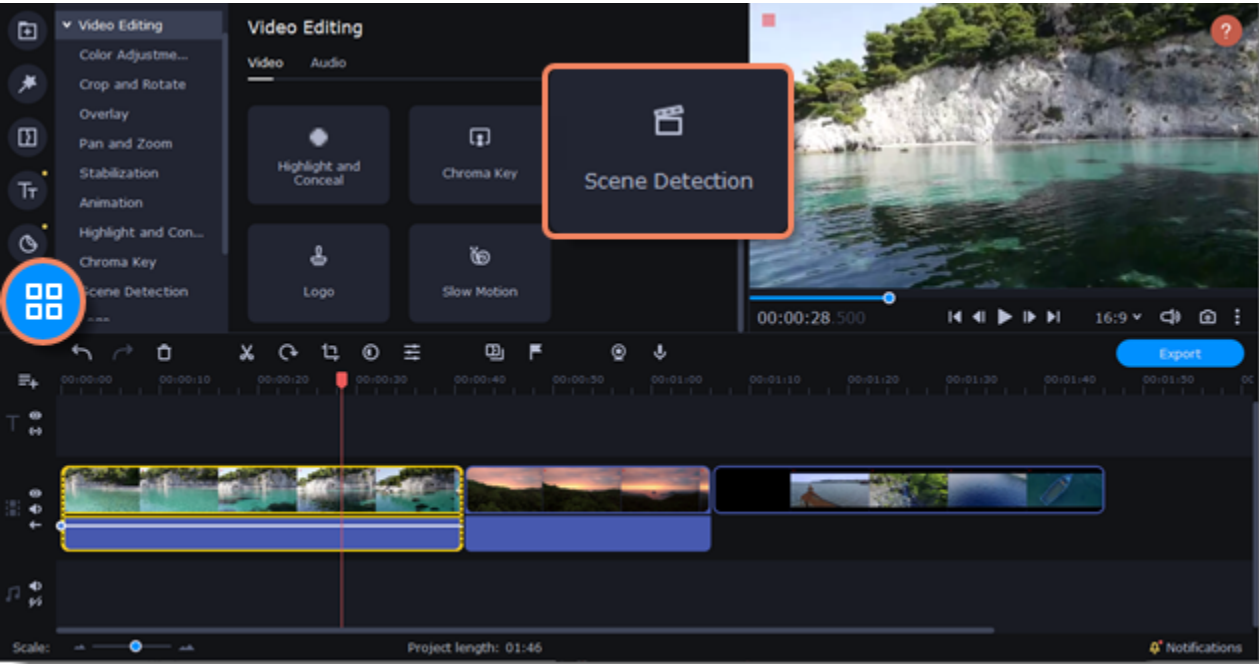 Video Editing
Color Adjustme...
Crop and Rotate
Overlay
Pan and Zoom
Stabilization
Animation
Highlight and Con...
Chroma Key
Scene Detection
Video Editing
Video Audio
Highlight and
Conceal
Chroma Key
Scene Detection
Logo
Slow Motion
?
00:00:28.500
16:9
Export
00:00:00 00:00:10 00:00:20 00:00:30 00:00:40 00:00:50 00:01:00 00:01:10 00:01:20 00:01:30 00:01:40 00:01:50
Scale:
Project length: 01:46
Notifications